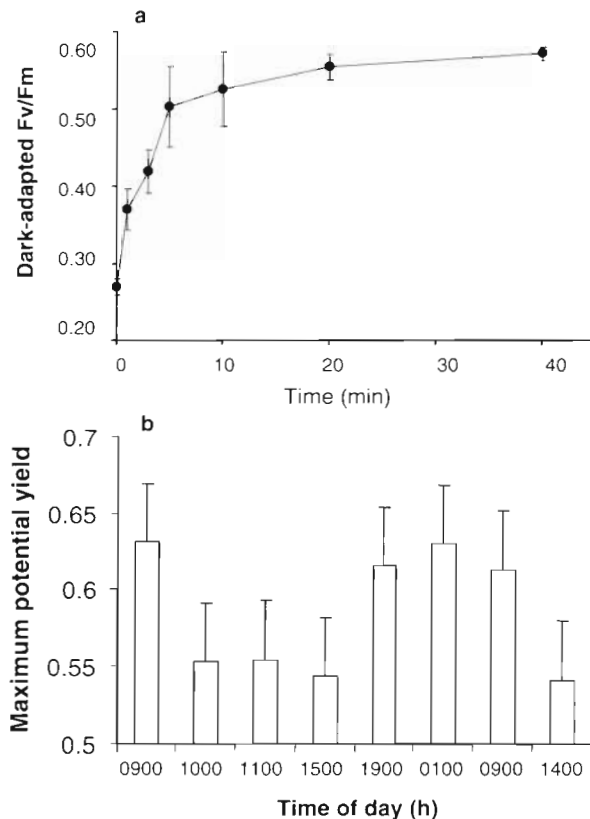 a
Dark-adapted Fv/Fm
0.60
0.50
0.40
0.30
0.20
0 10 20 30 40
Time (min)
b
Maximum potential yield
0.7
0.65
0.6
0.55
0.5
0900 1000 1100 1500 1900 0100 0900 1400
Time of day (h)